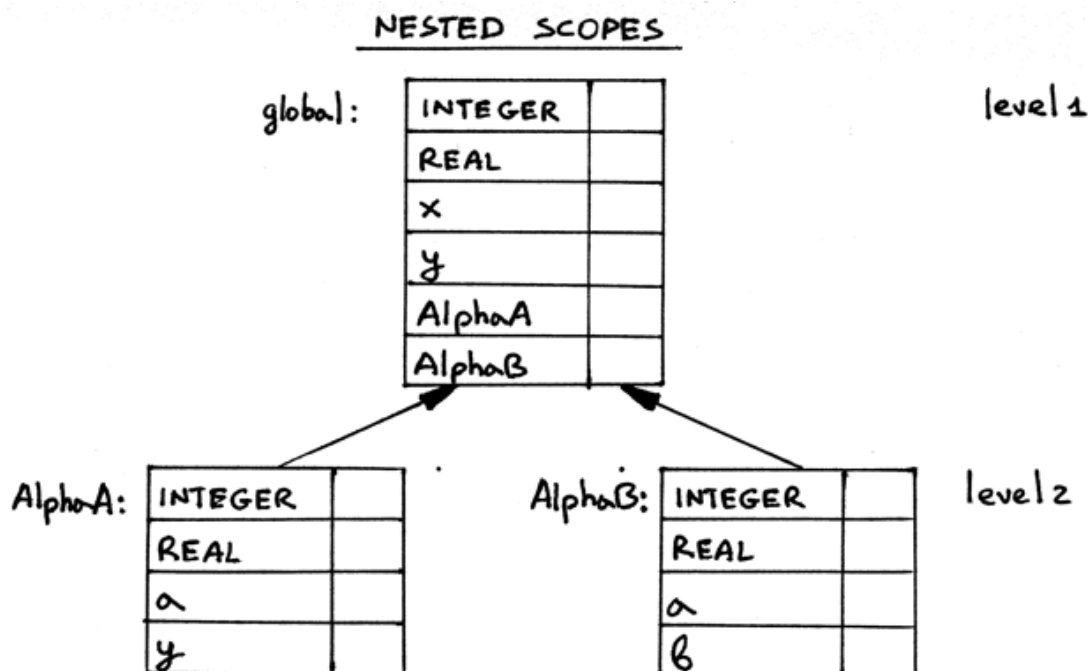 NESTED SCOPES
global:
INTEGER
level 1
REAL
x
y
AlphaA
AlphaB
AlphaA:
INTEGER
AlphaB:
INTEGER
level 2
REAL
REAL
a
a
y
b